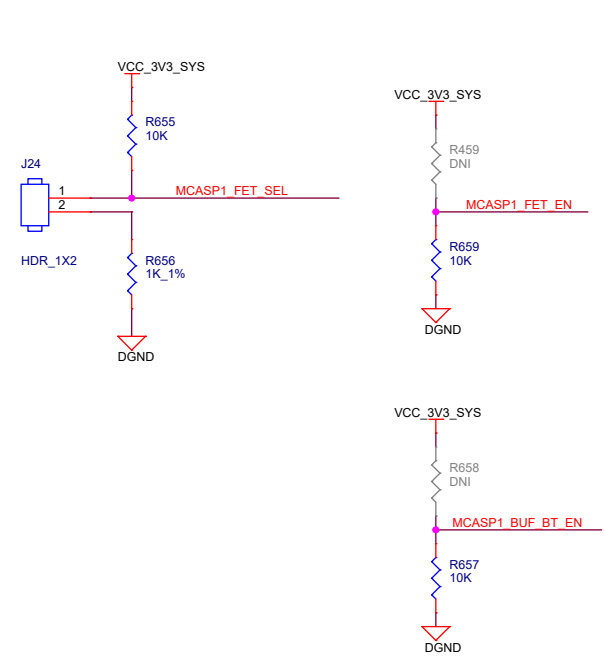 VCC_3V3_SYS
R655
10K
J24
1
2
MCASP1_FET_SEL
HDR_1X2
R656
1K_1%
DGND
VCC_3V3_SYS
R459
DNI
MCASP1_FET_EN
R659
10K
DGND
VCC_3V3_SYS
R658
DNI
MCASP1_BUF_BT_EN
R657
10K
DGND